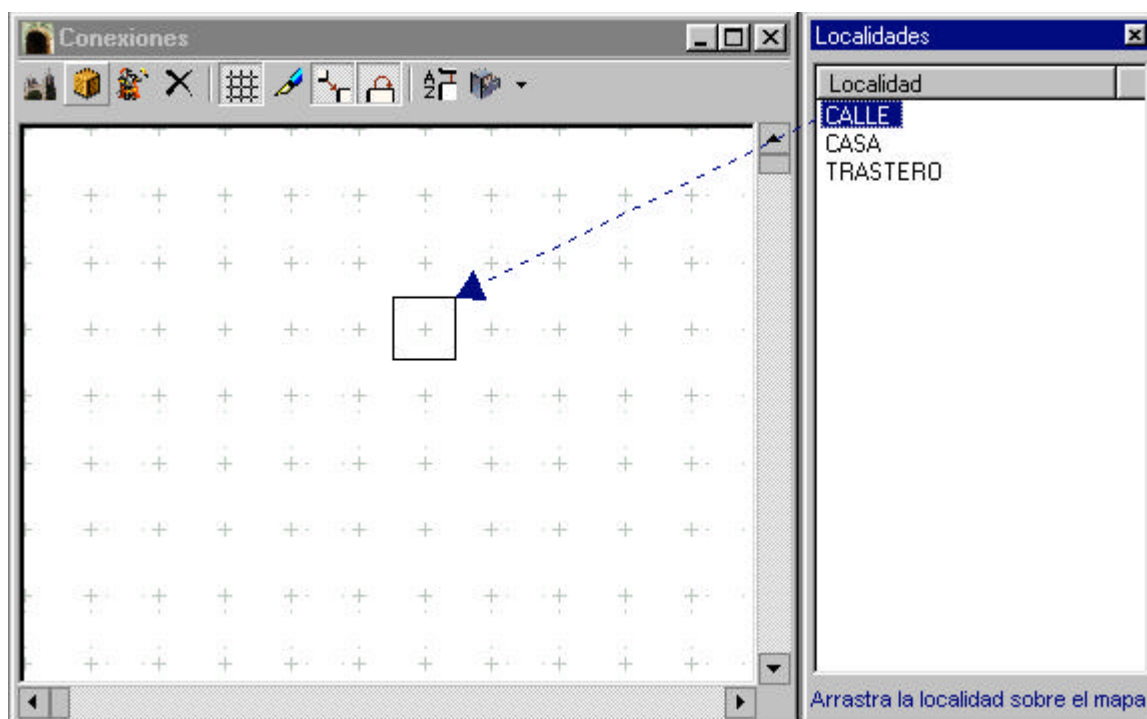 Conexiones
Localidades
Localidad
CALLE
CASA
TRASTERO
Arrastra la localidad sobre el mapa